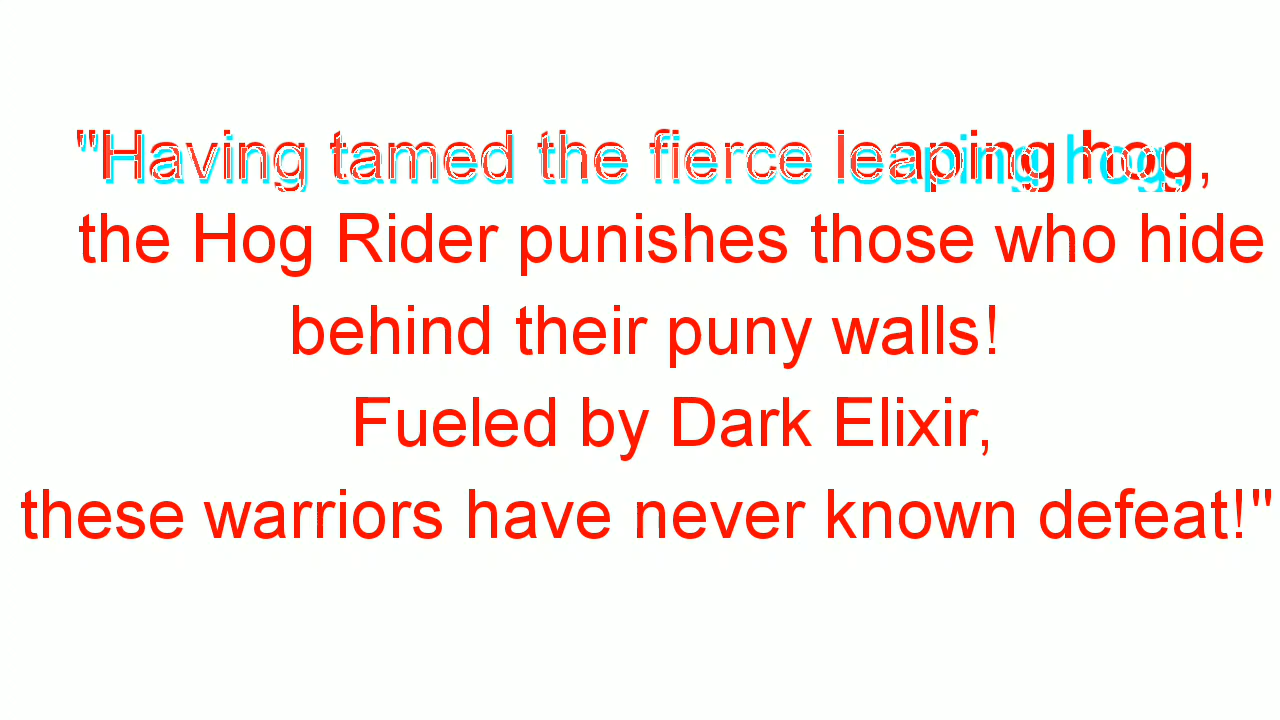 "Having tamed the fierce leaping hog,
the Hog Rider punishes those who hide
behind their puny walls!
Fueled by Dark Elixir,
these warriors have never known defeat!"